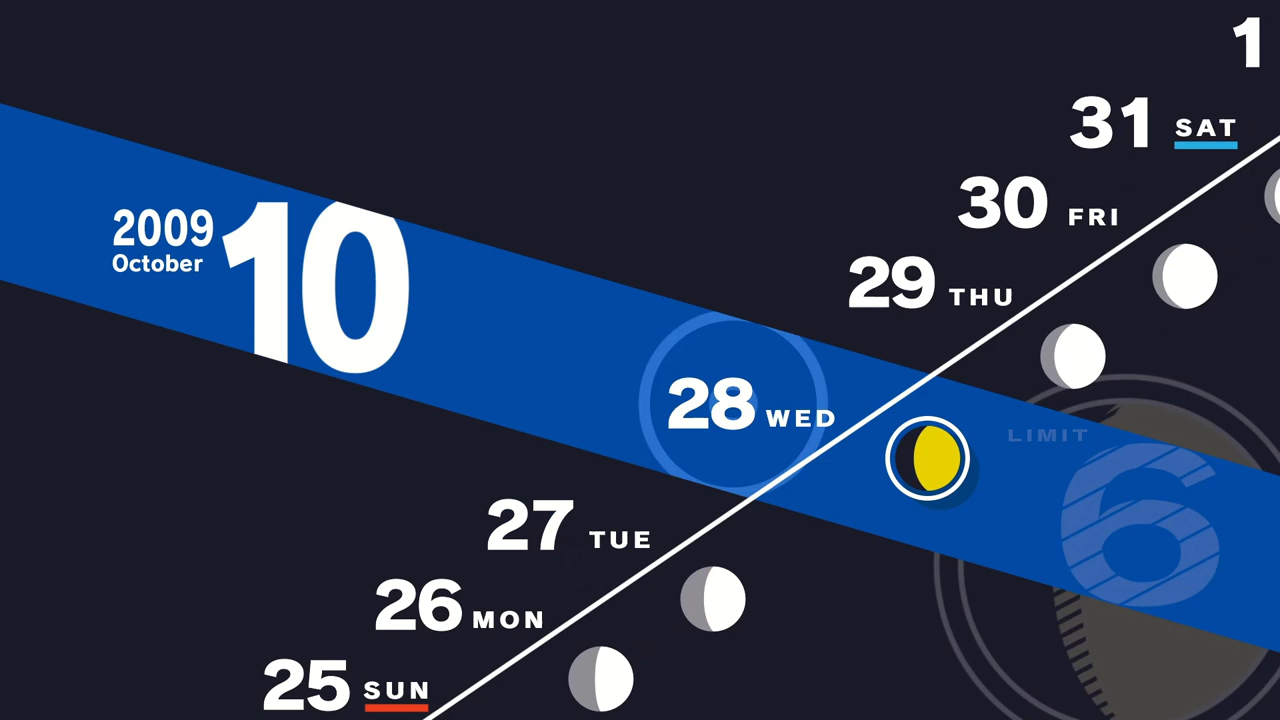 1
31 SAT
30 FRI
2009
October
10
29 THU
28 WED
LIMIT
6
27 TUE
26 MON
25 SUN